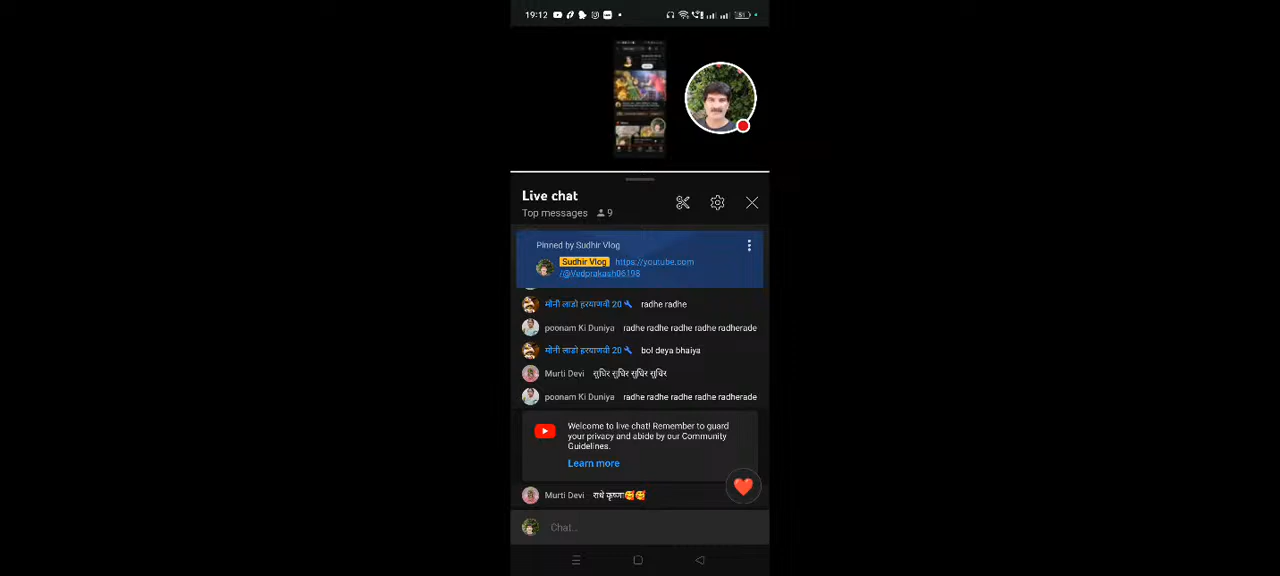 19:12
51
Live chat
Top messages 9
Pinned by Sudhir Vlog
Sudhir Vlog https://youtube.com
/@Vedprakash06198
मोनी लाडो हरयाणवी 20 radhe radhe
poonam Ki Duniya radhe radhe radhe radhe radherade
मोनी लाडो हरयाणवी 20 bol deya bhaiya
Murti Devi सुधिर सुधिर सुधिर सुधिर
poonam Ki Duniya radhe radhe radhe radhe radherade
Welcome to live chat! Remember to guard
your privacy and abide by our Community
Guidelines.
Learn more
Murti Devi राधे कृष्णा🥰🥰
Chat...